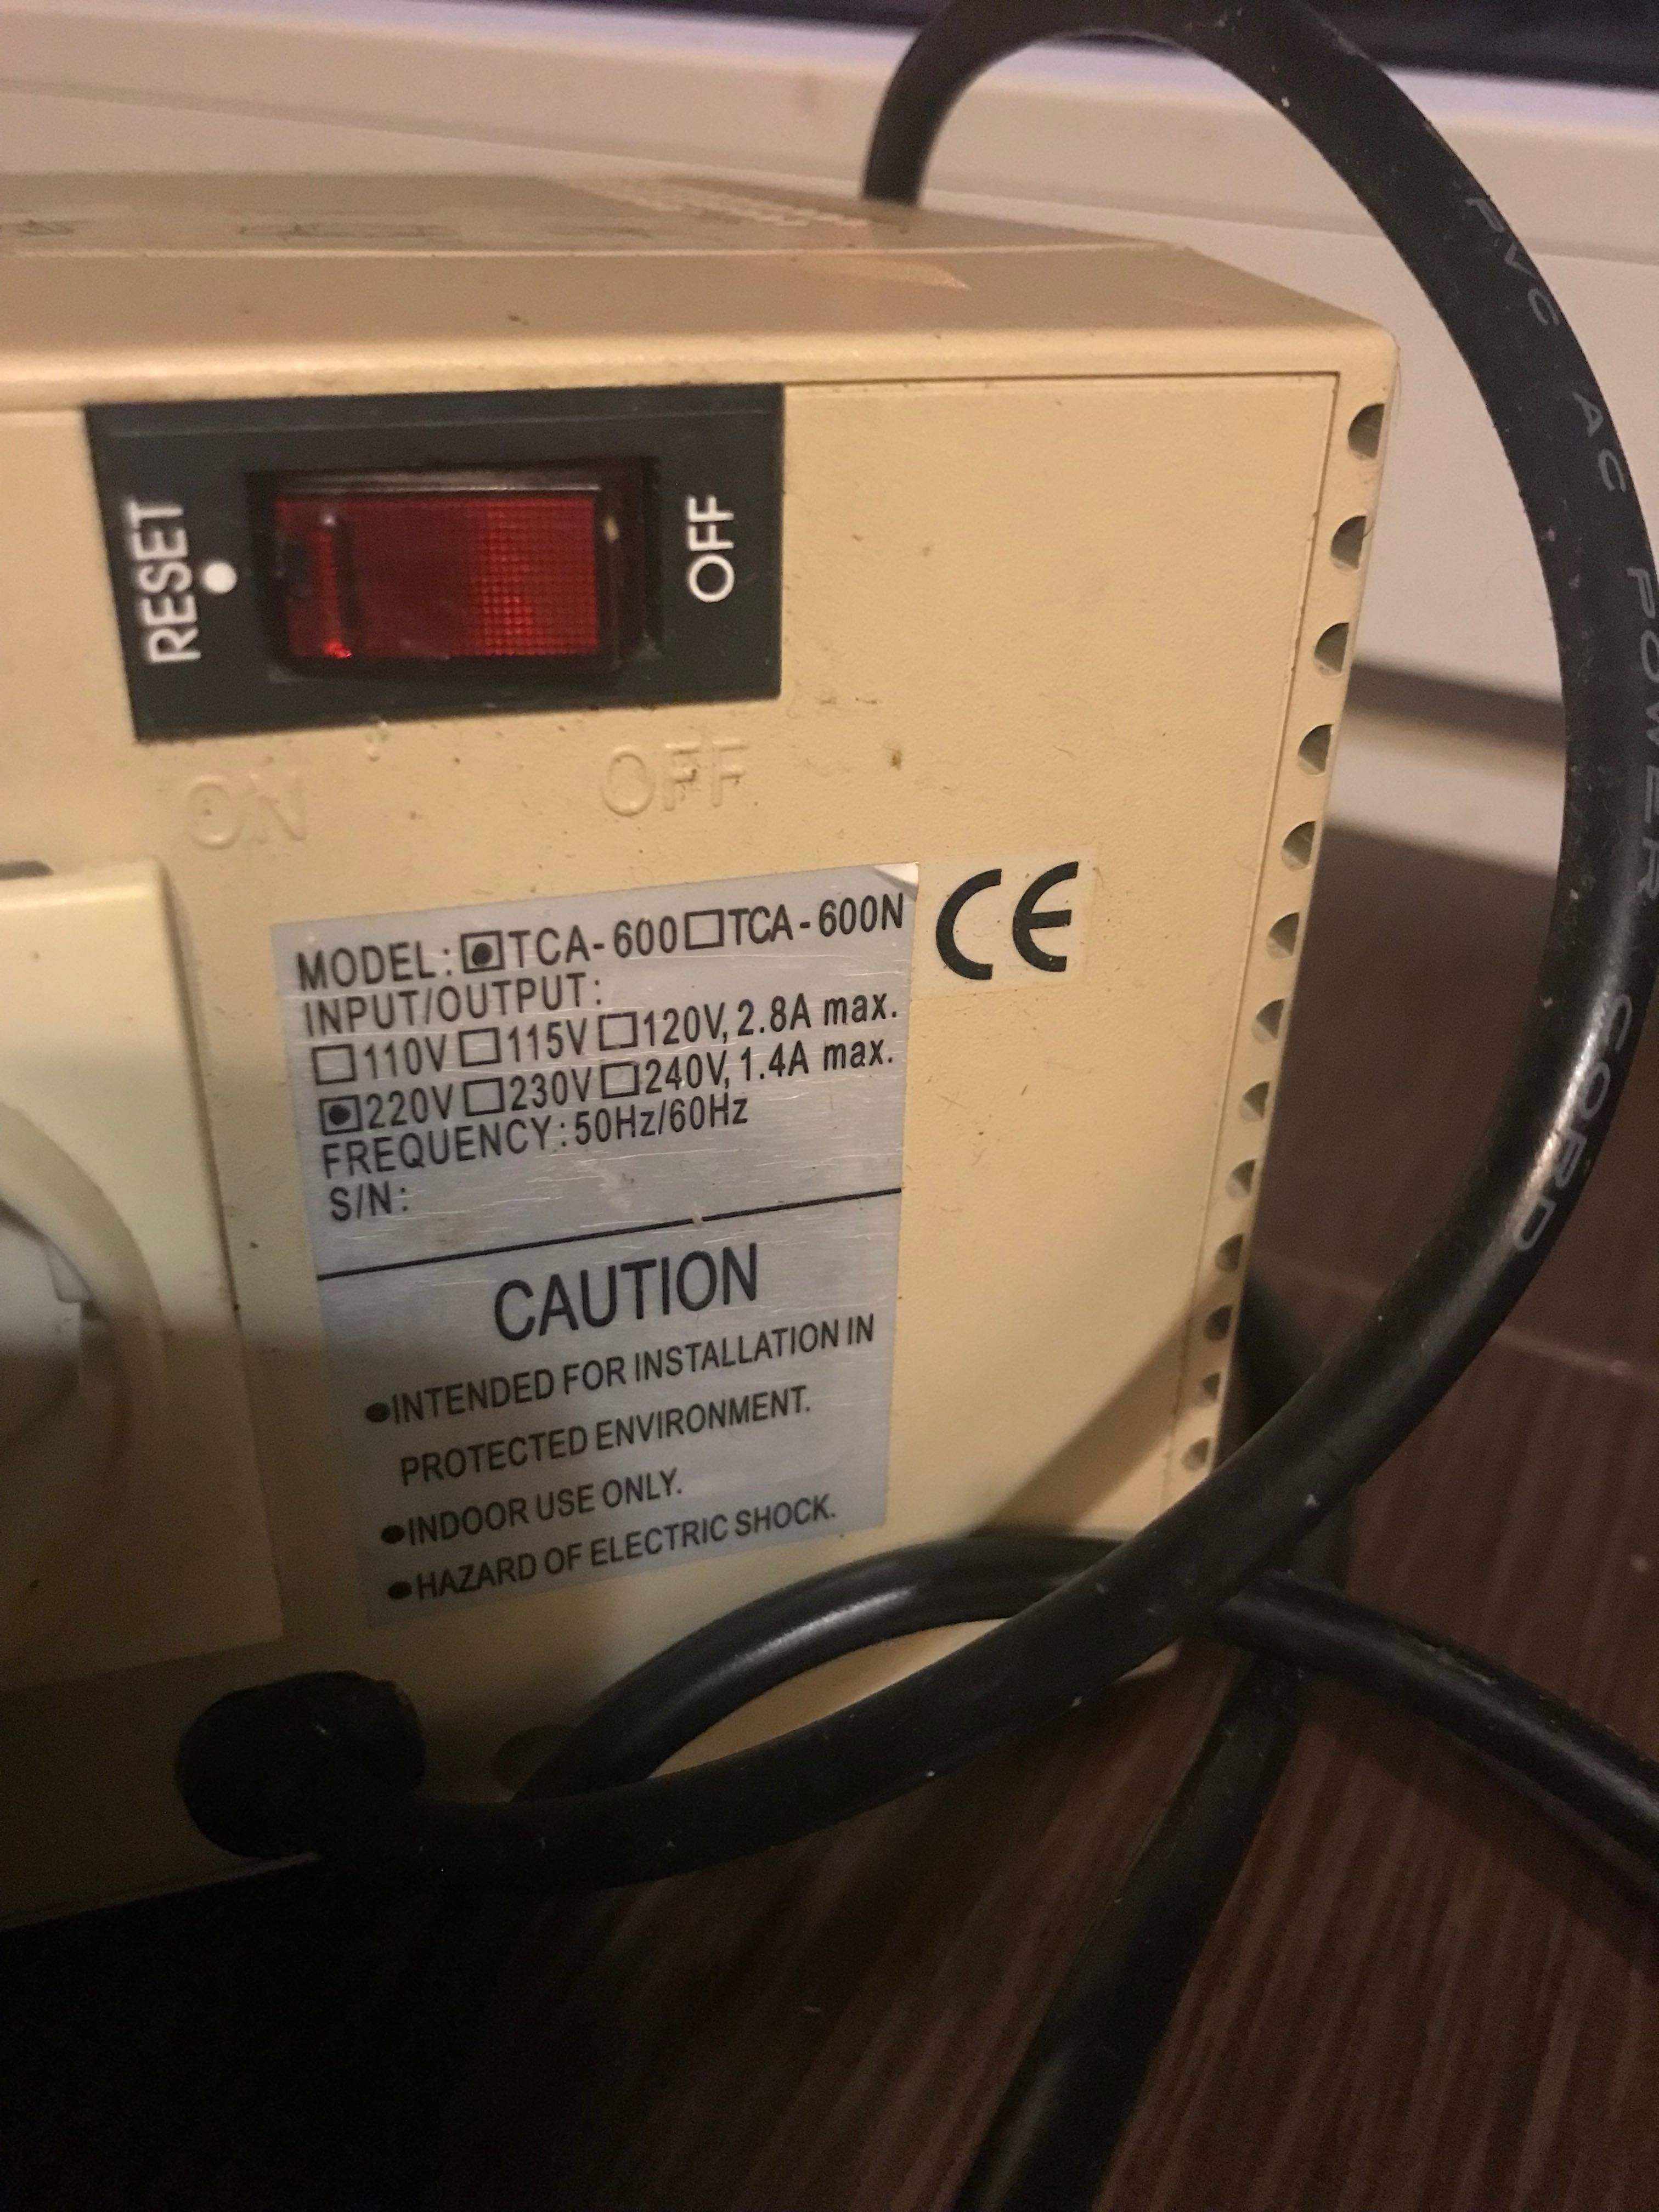 RESET
OFF
ON OFF
CE
MODEL: TCA-600 TCA-600N
INPUT/OUTPUT:
110V 115V 120V, 2.8A max.
220V 230V 240V, 1.4A max.
FREQUENCY: 50Hz/60Hz
S/N:
CAUTION
●INTENDED FOR INSTALLATION IN
PROTECTED ENVIRONMENT.
●INDOOR USE ONLY.
●HAZARD OF ELECTRIC SHOCK.
PVC AC POWER CORD